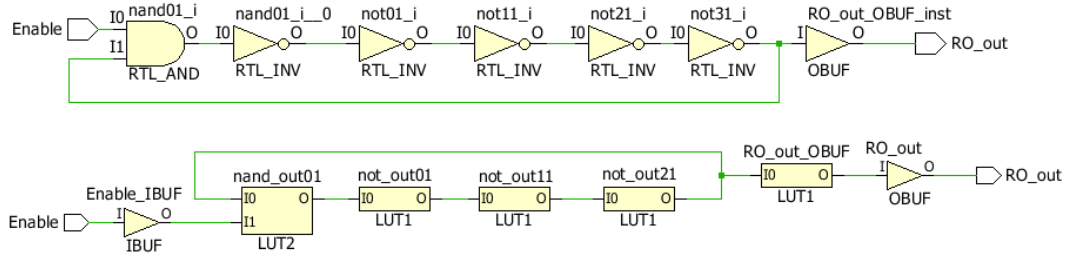 nand01_i nand01_i__0 not01_i not11_i not21_i not31_i RO_out_OBUF_inst
Enable I0 I1 O I0 O I0 O I0 O I0 O I0 O I O RO_out
RTL_AND RTL_INV RTL_INV RTL_INV RTL_INV RTL_INV OBUF
Enable_IBUF nand_out01 not_out01 not_out11 not_out21 RO_out_OBUF RO_out
Enable I O I0 I1 O I0 O I0 O I0 O I0 O I O RO_out
IBUF LUT2 LUT1 LUT1 LUT1 LUT1 OBUF